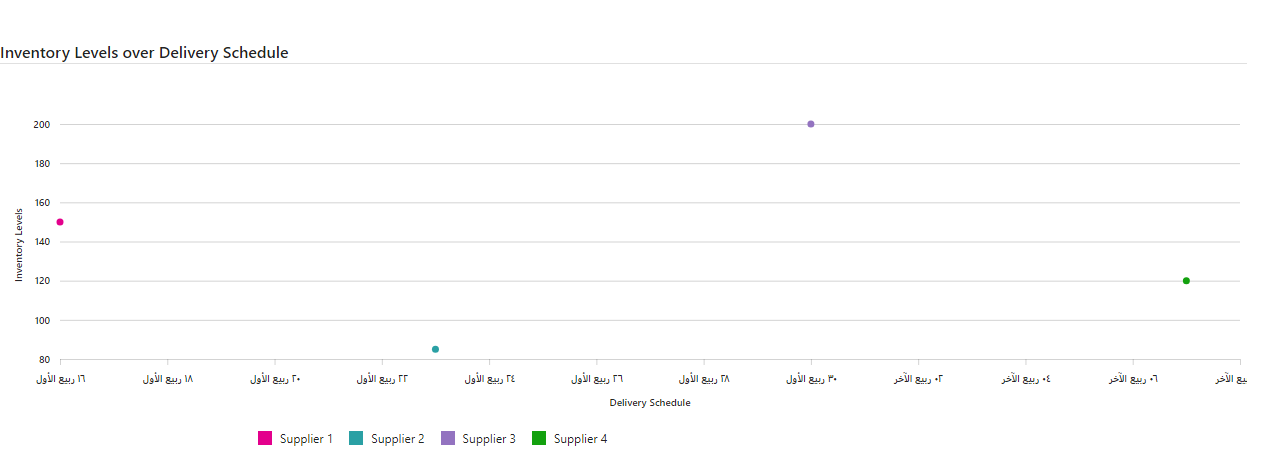 Inventory Levels over Delivery Schedule
200
180
160
140
120
100
80
Inventory Levels
١٦ ربيع الأول
١٨ ربيع الأول
٢٠ ربيع الأول
٢٢ ربيع الأول
٢٤ ربيع الأول
٢٦ ربيع الأول
٢٨ ربيع الأول
٣٠ ربيع الأول
٠٢ ربيع الآخر
٠٤ ربيع الآخر
٠٦ ربيع الآخر
الآخر
Delivery Schedule
Supplier 1
Supplier 2
Supplier 3
Supplier 4